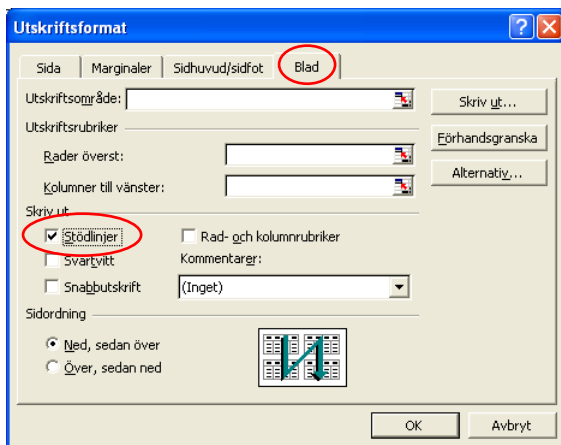 Utskriftsformat
Sida Marginaler Sidhuvud/sidfot Blad
Utskriftsområde:
Skriv ut...
Utskriftsrubriker
Förhandsgranska
Rader överst:
Alternativ...
Kolumner till vänster:
Skriv ut
Stödlinjer
Rad- och kolumnrubriker
Svartvitt
Kommentarer:
Snabbutskrift
(Inget)
Sidordning
Ned, sedan över
Över, sedan ned
OK Avbryt